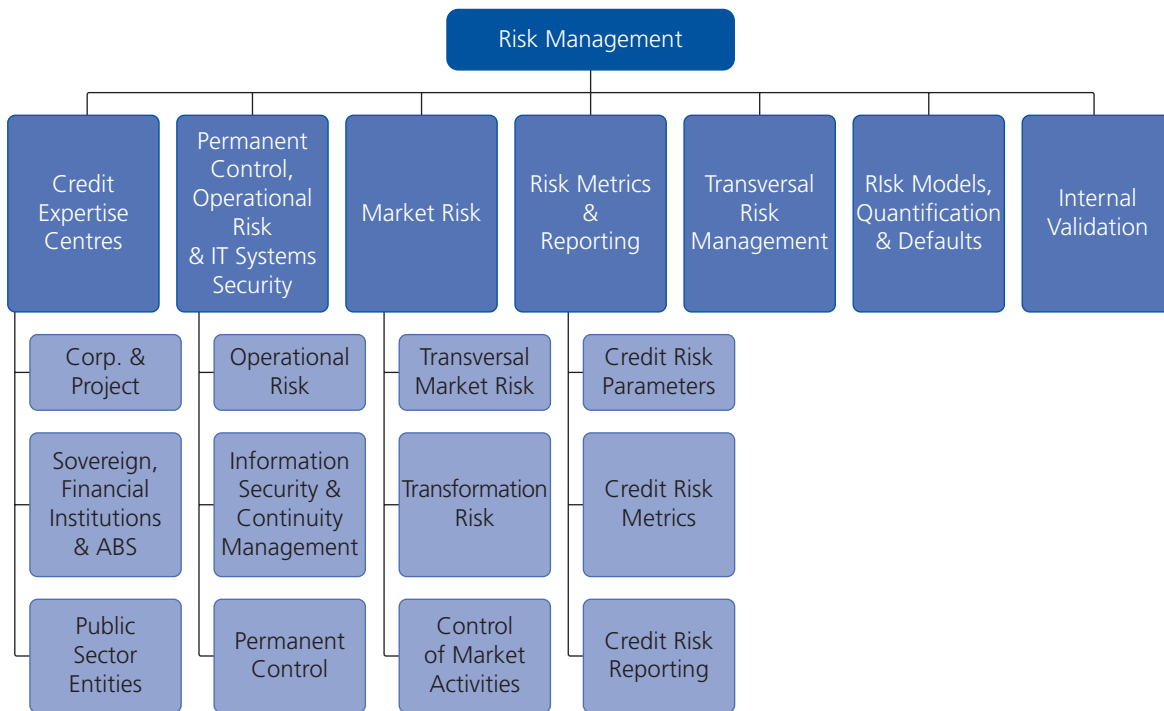 Risk Management
Credit
Expertise
Centres
Permanent
Control,
Operational
Risk
& IT Systems
Security
Market Risk
Risk Metrics
&
Reporting
Transversal
Risk
Management
RIsk Models,
Quantification
& Defaults
Internal
Validation
Corp. &
Project
Sovereign,
Financial
Institutions
& ABS
Public
Sector
Entities
Operational
Risk
Information
Security &
Continuity
Management
Permanent
Control
Transversal
Market Risk
Transformation
Risk
Control
of Market
Activities
Credit Risk
Parameters
Credit Risk
Metrics
Credit Risk
Reporting